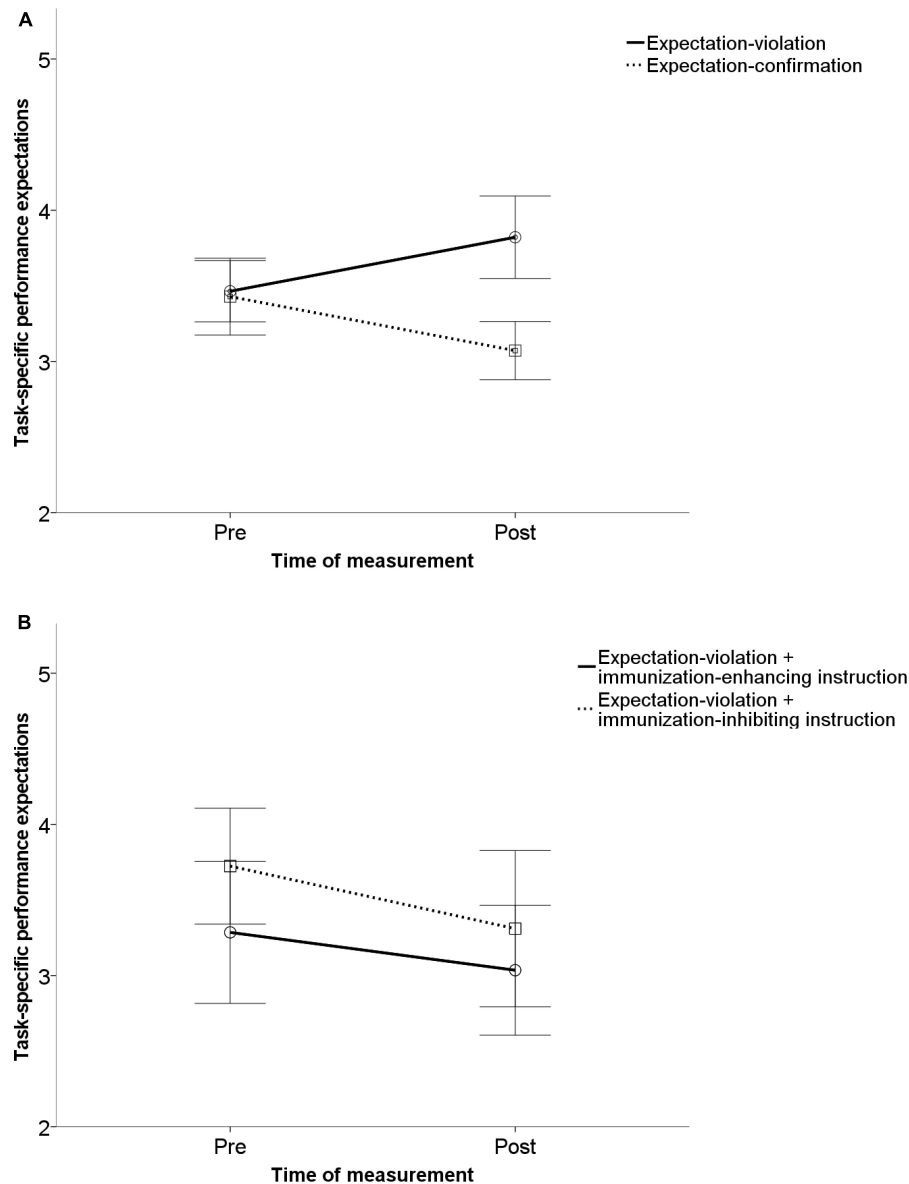 A
Expectation-violation
Expectation-confirmation
5
4
3
2
Task-specific performance expectations
Pre
Post
Time of measurement
B
Expectation-violation +
immunization-enhancing instruction
Expectation-violation +
immunization-inhibiting instruction
5
4
3
2
Task-specific performance expectations
Pre
Post
Time of measurement